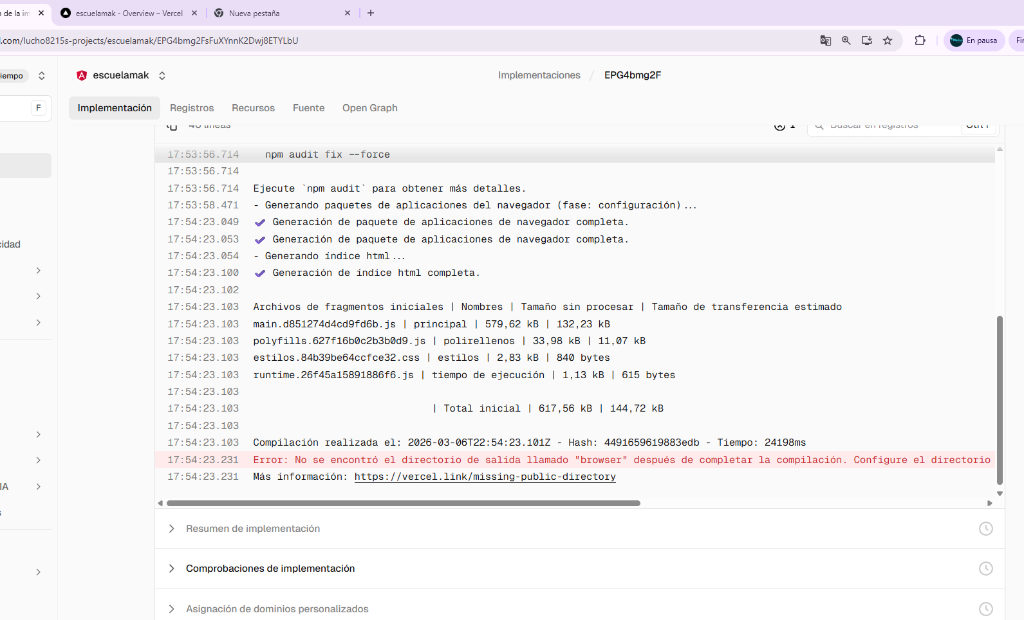 n de la im
escuelamak - Overview – Vercel
Nueva pestaña
l.com/lucho8215s-projects/escuelamak/EPG4bmg2FsFuXYnnK2Dwj8ETYLbU
En pausa
Fin
iempo
escuelamak
Implementaciones / EPG4bmg2F
F
Implementación Registros Recursos Fuente Open Graph
líneas
Buscar en registros
17:53:56.714 npm audit fix --force
17:53:56.714
17:53:56.714 Ejecute `npm audit` para obtener más detalles.
17:53:58.471 - Generando paquetes de aplicaciones del navegador (fase: configuración)...
17:54:23.049 ✔ Generación de paquete de aplicaciones de navegador completa.
17:54:23.053 ✔ Generación de paquete de aplicaciones de navegador completa.
17:54:23.054 - Generando índice html...
17:54:23.100 ✔ Generación de índice html completa.
17:54:23.102
17:54:23.103 Archivos de fragmentos iniciales | Nombres | Tamaño sin procesar | Tamaño de transferencia estimado
17:54:23.103 main.d851274d4cd9fd6b.js | principal | 579,62 kB | 132,23 kB
17:54:23.103 polyfills.627f16b0c2b3b0d9.js | polirellenos | 33,98 kB | 11,07 kB
17:54:23.103 estilos.84b39be64ccfce32.css | estilos | 2,83 kB | 840 bytes
17:54:23.103 runtime.26f45a15891886f6.js | tiempo de ejecución | 1,13 kB | 615 bytes
17:54:23.103
17:54:23.103 | Total inicial | 617,56 kB | 144,72 kB
17:54:23.103
17:54:23.103 Compilación realizada el: 2026-03-06T22:54:23.101Z - Hash: 4491659619883edb - Tiempo: 24198ms
17:54:23.231 Error: No se encontró el directorio de salida llamado "browser" después de completar la compilación. Configure el directorio
17:54:23.231 Más información: https://vercel.link/missing-public-directory
cidad
IA
Resumen de implementación
Comprobaciones de implementación
Asignación de dominios personalizados